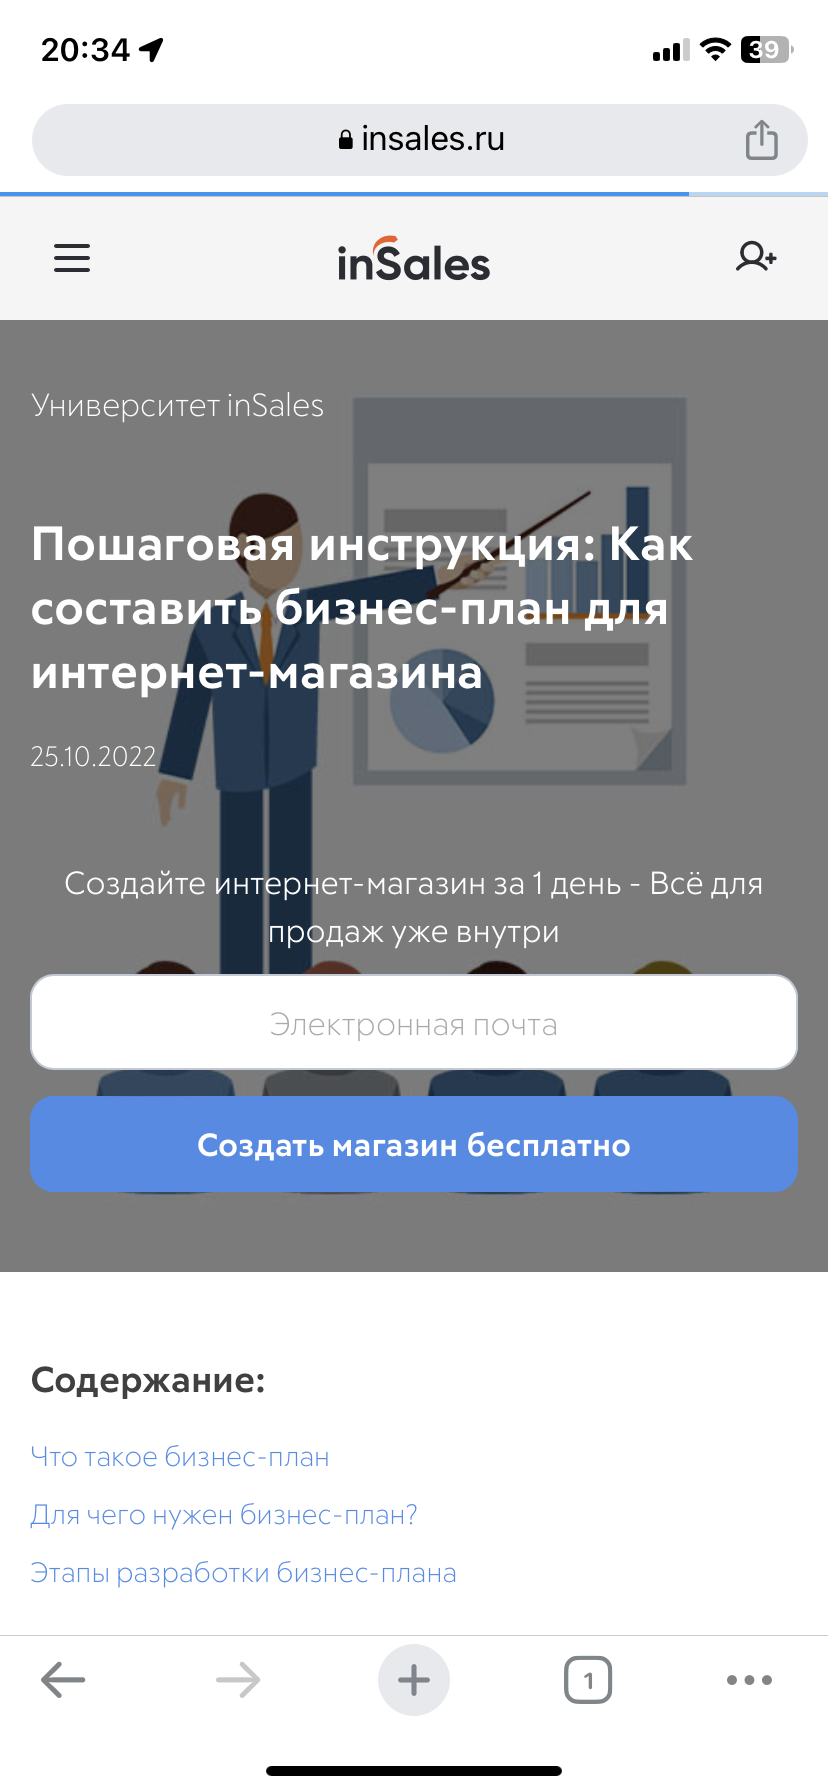 20:34
39
insales.ru
inSales
Университет inSales
Пошаговая инструкция: Как
составить бизнес-план для
интернет-магазина
25.10.2022
Создайте интернет-магазин за 1 день - Всё для
продаж уже внутри
Электронная почта
Создать магазин бесплатно
Содержание:
Что такое бизнес-план
Для чего нужен бизнес-план?
Этапы разработки бизнес-плана
1